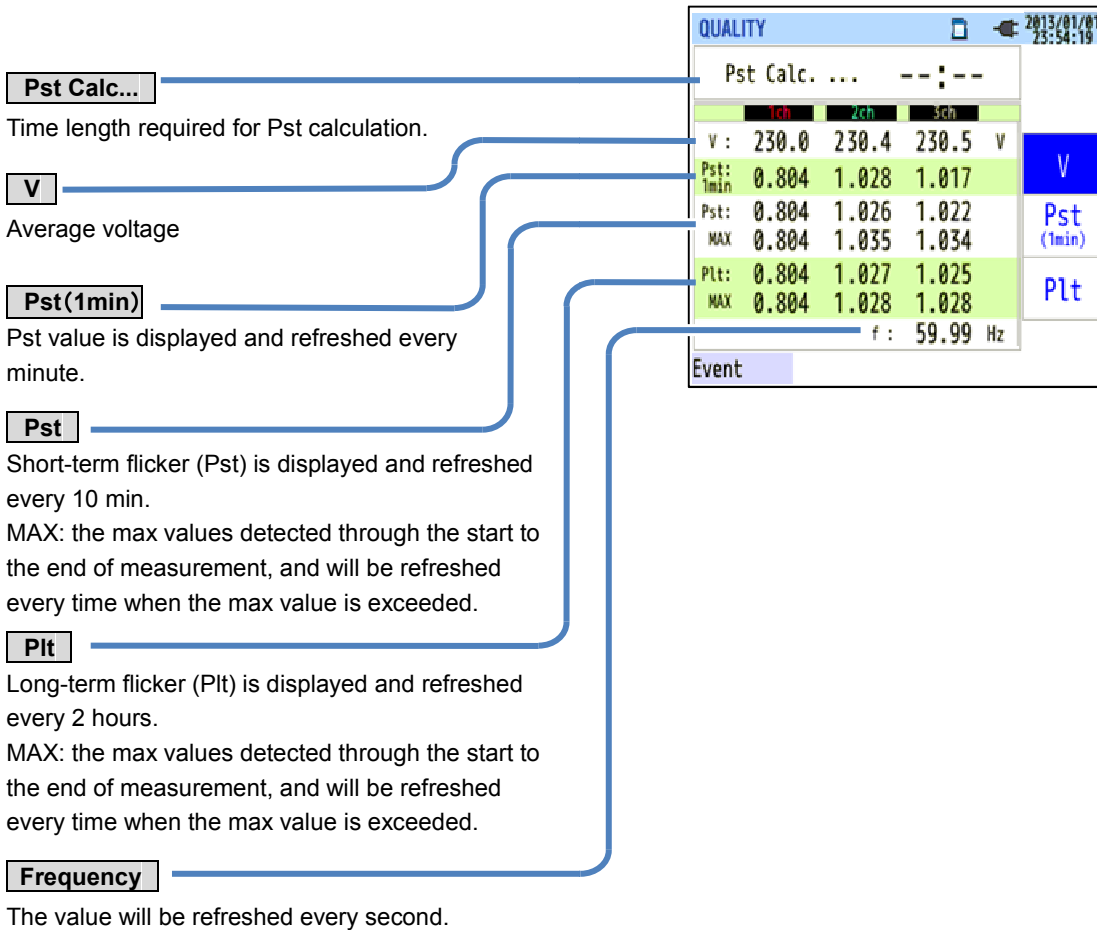 Pst Calc...
Time length required for Pst calculation.
V
Average voltage
Pst(1min)
Pst value is displayed and refreshed every
minute.
Pst
Short-term flicker (Pst) is displayed and refreshed
every 10 min.
MAX: the max values detected through the start to
the end of measurement, and will be refreshed
every time when the max value is exceeded.
Plt
Long-term flicker (Plt) is displayed and refreshed
every 2 hours.
MAX: the max values detected through the start to
the end of measurement, and will be refreshed
every time when the max value is exceeded.
Frequency
The value will be refreshed every second.
QUALITY 2013/01/01
23:54:19
Pst Calc. ... --:--
1ch 2ch 3ch
V : 230.0 230.4 230.5 V
Pst: 1min 0.804 1.028 1.017
Pst: 0.804 1.026 1.022
MAX 0.804 1.035 1.034
Plt: 0.804 1.027 1.025
MAX 0.804 1.028 1.028
f : 59.99 Hz
Event
V
Pst
(1min)
Plt